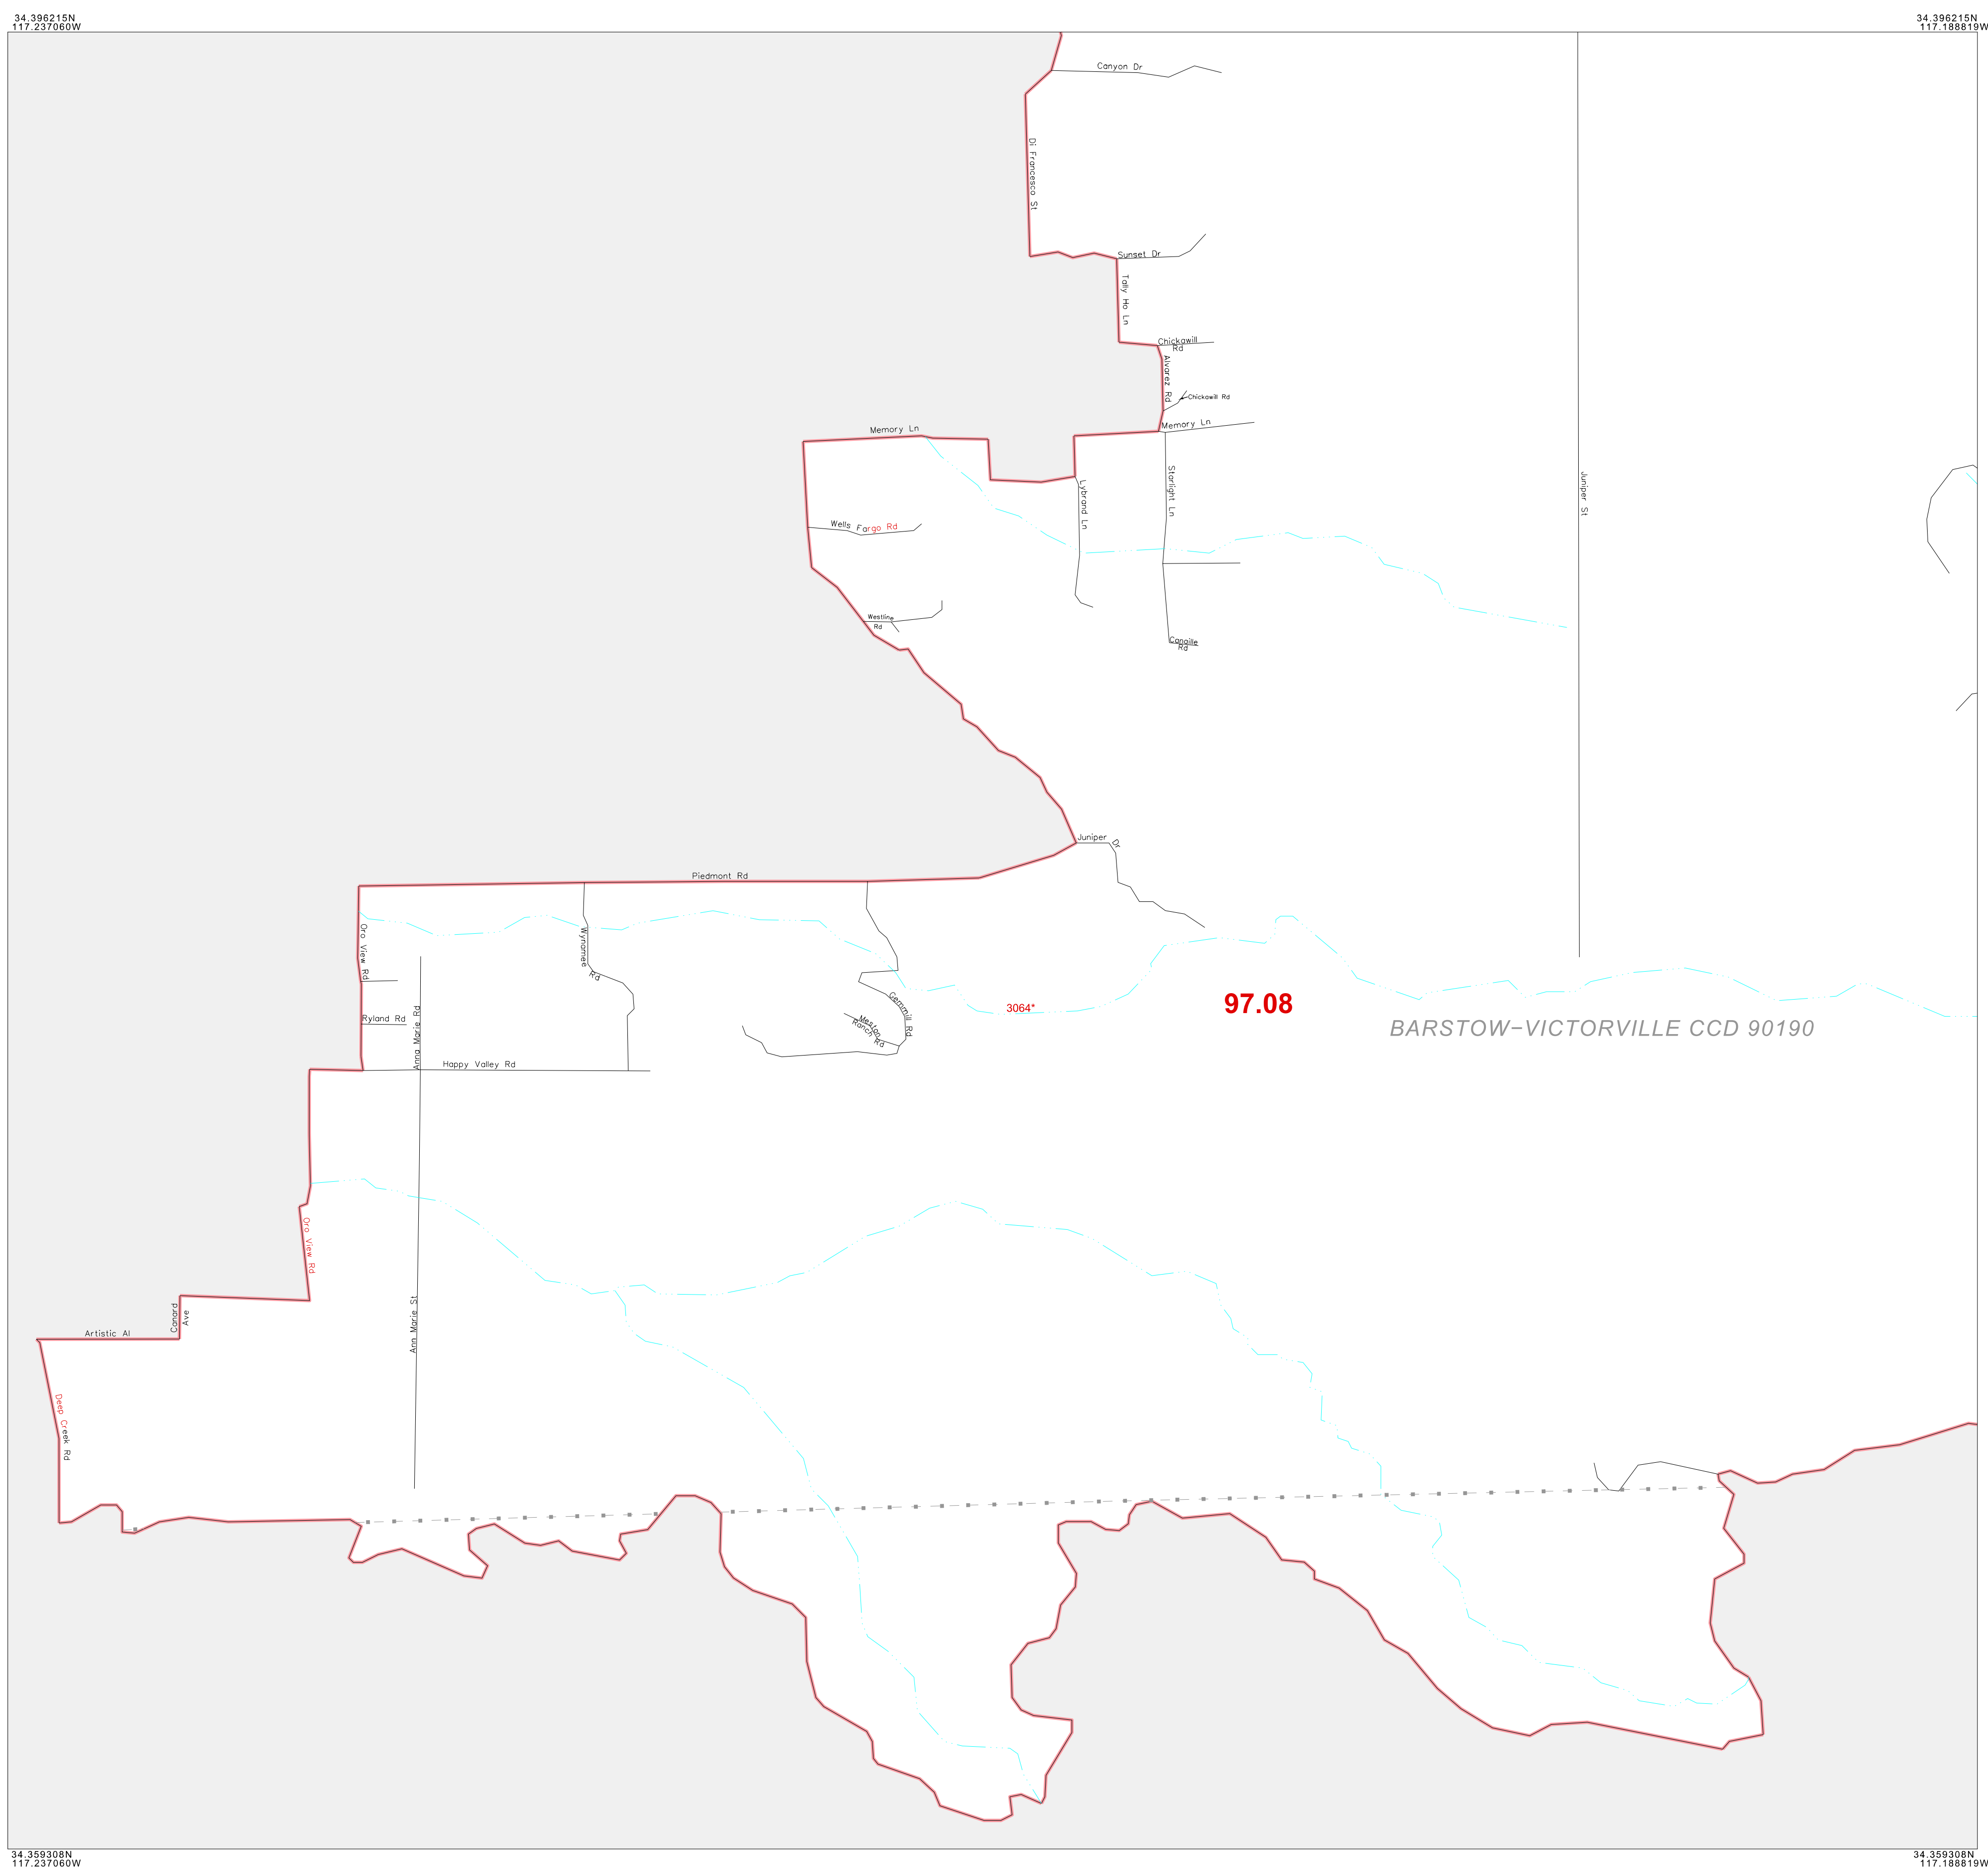 34.396215N
117.237060W
34.396215N
117.188819W
Canyon Dr
Di Francesco St
Sunset Dr
Tally Ho Ln
Chickawill
Rd
Alvarez Rd
Chickawill Rd
Memory Ln
Memory Ln
Starlight Ln
Lybrand Ln
Juniper St
Wells Fargo Rd
Westline
Rd
Canaille
Rd
Juniper Dr
Piedmont Rd
Oro View Rd
Wynamee Rd
Gemmill Rd
Meston
Ranch Rd
3064*
97.08
BARSTOW-VICTORVILLE CCD 90190
Ryland Rd
Anna Marie Rd
Happy Valley Rd
Oro View Rd
Canard
Ave
Artistic Al
Ann Marie St
Deep Creek Rd
34.359308N
117.237060W
34.359308N
117.188819W